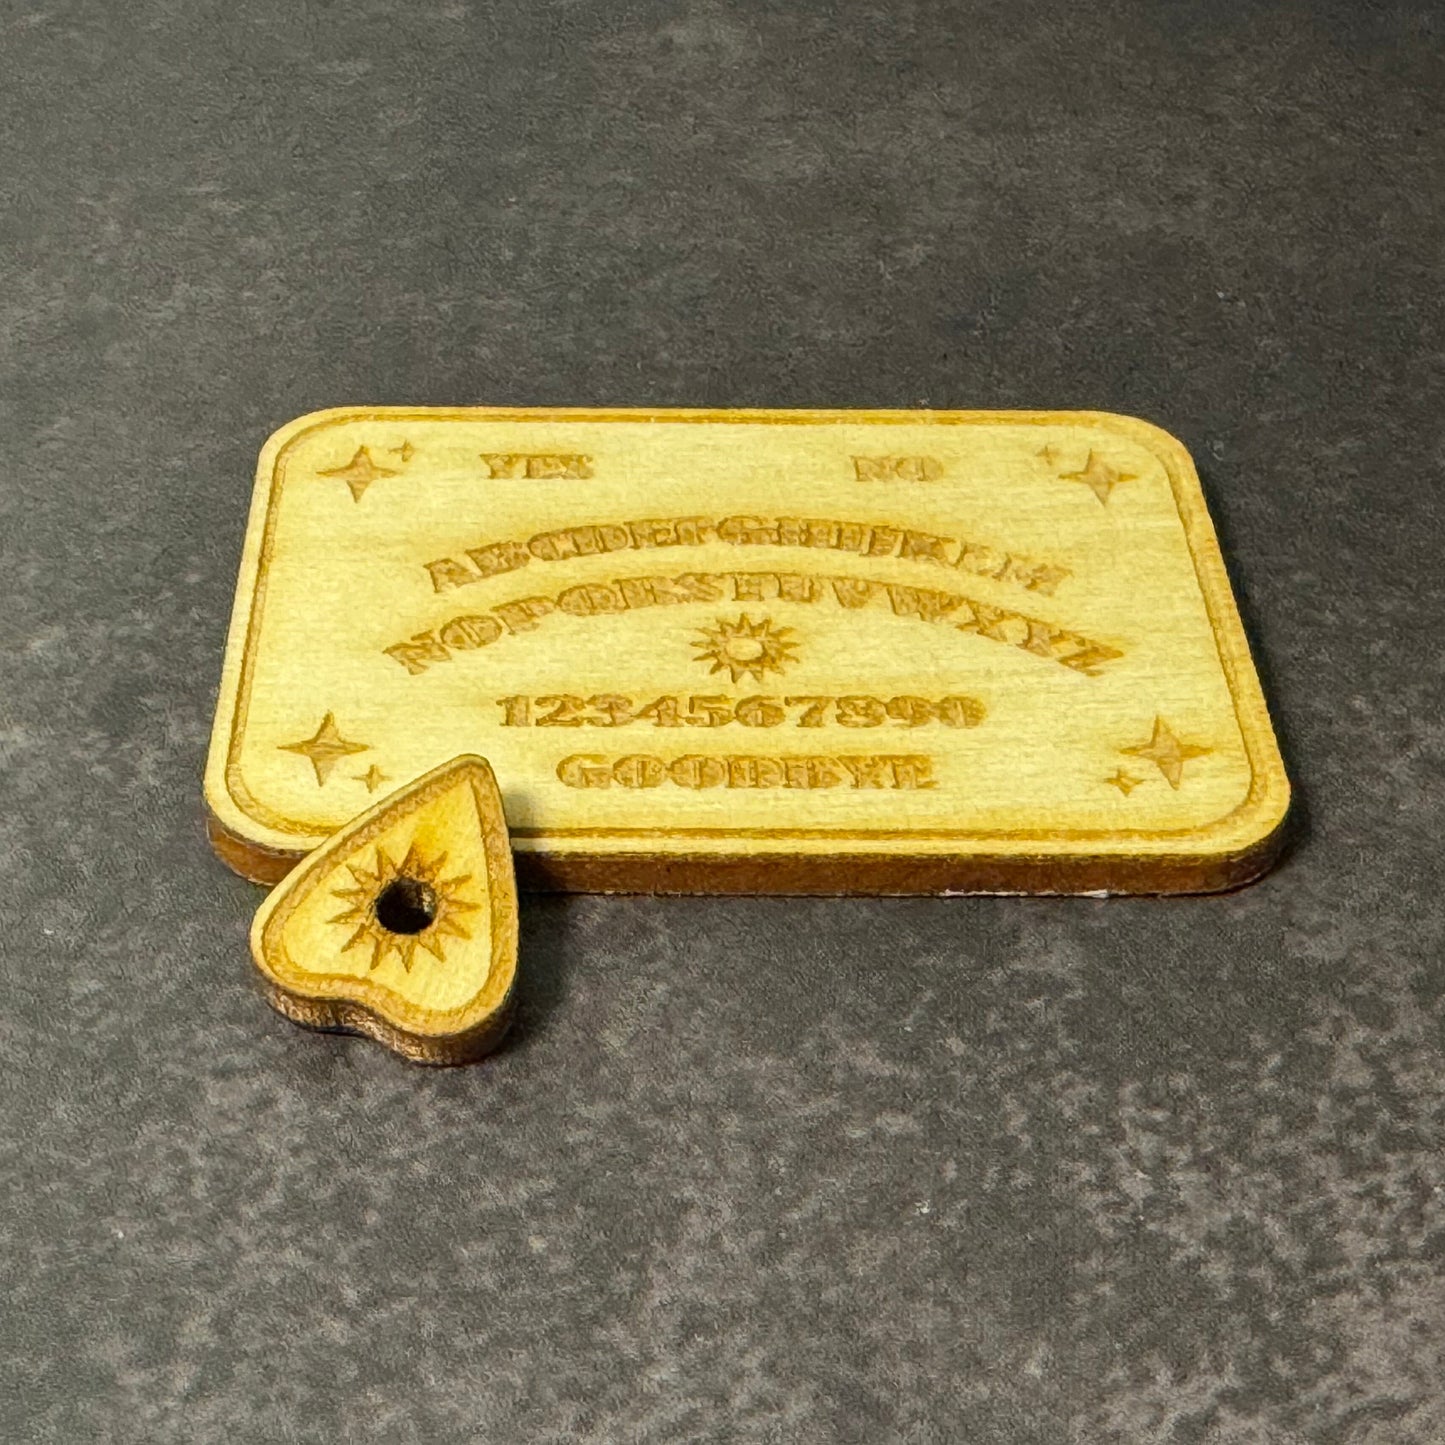 YES NO
ABCDEFGHIJKLM
NOPQRSTUVWXYZ
1234567890
GOODBYE